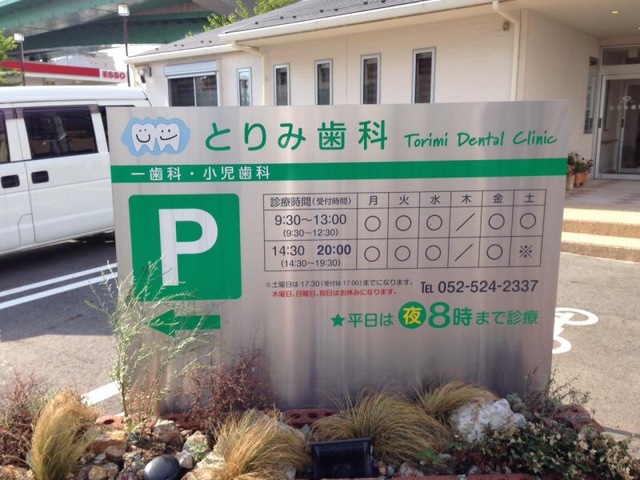 ESSO
とりみ歯科 Torimi Dental Clinic
一歯科・小児歯科
P
診療時間(受付時間) 月 火 水 木 金 土
9:30～13:00 ○ ○ ○ ／ ○ ○
(9:30～12:30)
14:30 20:00 ○ ○ ○ ／ ○ ※
(14:30～19:30)
※土曜日は17:30(受付は17:00)までになります。
木曜日、日曜日、祝日はお休みになります。
TEL 052-524-2337
★平日は夜8時まで診療